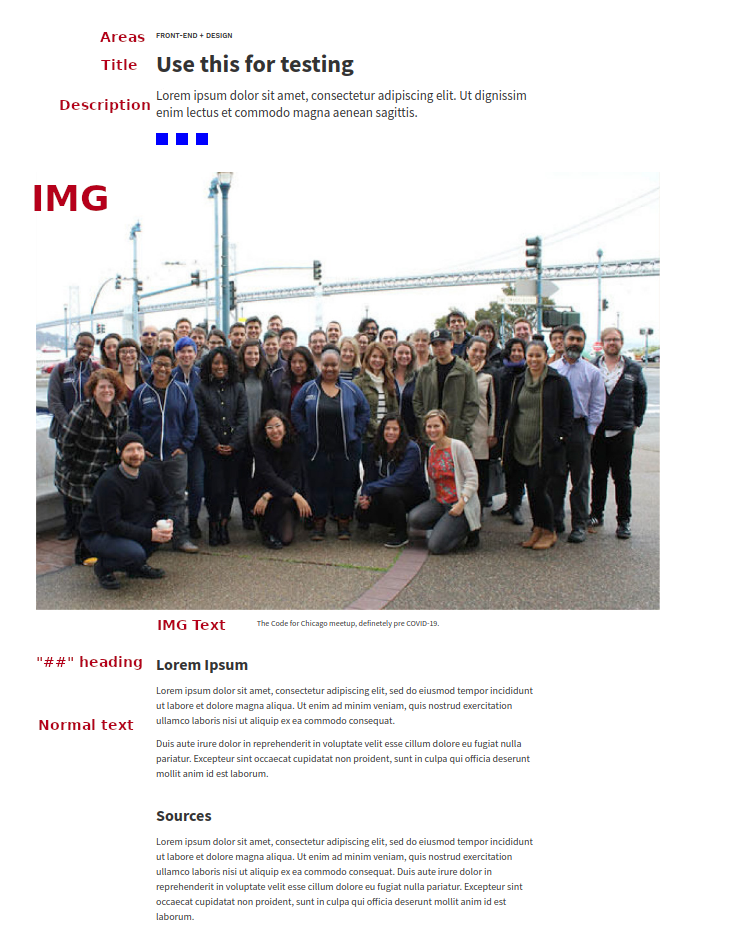 Areas FRONT-END + DESIGN
Title Use this for testing
Description Lorem ipsum dolor sit amet, consectetur adipiscing elit. Ut dignissim
enim lectus et commodo magna aenean sagittis.
IMG
IMG Text The Code for Chicago meetup, definetely pre COVID-19.
"##" heading Lorem Ipsum
Lorem ipsum dolor sit amet, consectetur adipiscing elit, sed do eiusmod tempor incididunt
ut labore et dolore magna aliqua. Ut enim ad minim veniam, quis nostrud exercitation
ullamco laboris nisi ut aliquip ex ea commodo consequat.
Normal text
Duis aute irure dolor in reprehenderit in voluptate velit esse cillum dolore eu fugiat nulla
pariatur. Excepteur sint occaecat cupidatat non proident, sunt in culpa qui officia deserunt
mollit anim id est laborum.
Sources
Lorem ipsum dolor sit amet, consectetur adipiscing elit, sed do eiusmod tempor incididunt
ut labore et dolore magna aliqua. Ut enim ad minim veniam, quis nostrud exercitation
ullamco laboris nisi ut aliquip ex ea commodo consequat. Duis aute irure dolor in
reprehenderit in voluptate velit esse cillum dolore eu fugiat nulla pariatur. Excepteur sint
occaecat cupidatat non proident, sunt in culpa qui officia deserunt mollit anim id est
laborum.